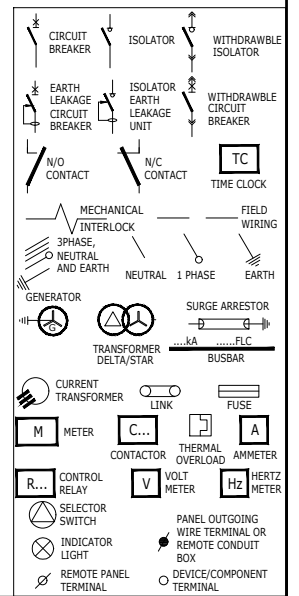 CIRCUIT
BREAKER
ISOLATOR
WITHDRAWBLE
ISOLATOR
EARTH
LEAKAGE
CIRCUIT
BREAKER
ISOLATOR
EARTH
LEAKAGE
UNIT
WITHDRAWBLE
CIRCUIT
BREAKER
N/O
CONTACT
N/C
CONTACT
TC
TIME CLOCK
MECHANICAL
INTERLOCK
FIELD
WIRING
3PHASE,
NEUTRAL
AND EARTH
NEUTRAL
1 PHASE
EARTH
GENERATOR
G
TRANSFORMER
DELTA/STAR
SURGE ARRESTOR
....kA ......FLC
BUSBAR
CURRENT
TRANSFORMER
LINK
FUSE
M
METER
C...
CONTACTOR
THERMAL
OVERLOAD
A
AMMETER
R...
CONTROL
RELAY
V
VOLT
METER
Hz
HERTZ
METER
SELECTOR
SWITCH
INDICATOR
LIGHT
PANEL OUTGOING
WIRE TERMINAL OR
REMOTE CONDUIT
BOX
REMOTE PANEL
TERMINAL
DEVICE/COMPONENT
TERMINAL